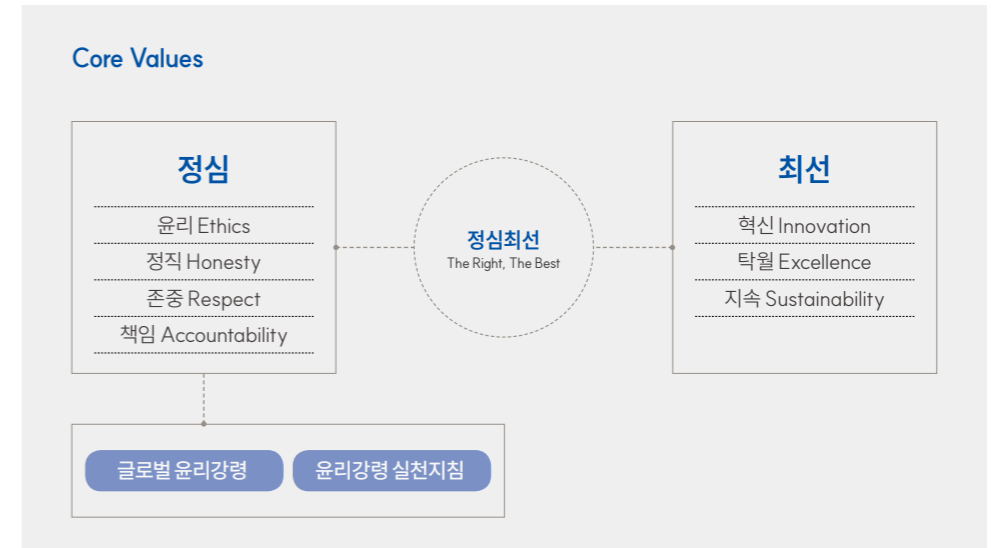 Core Values
정심
윤리 Ethics
정직 Honesty
존중 Respect
책임 Accountability
정심최선
The Right, The Best
최선
혁신 Innovation
탁월 Excellence
지속 Sustainability
글로벌 윤리강령
윤리강령 실천지침